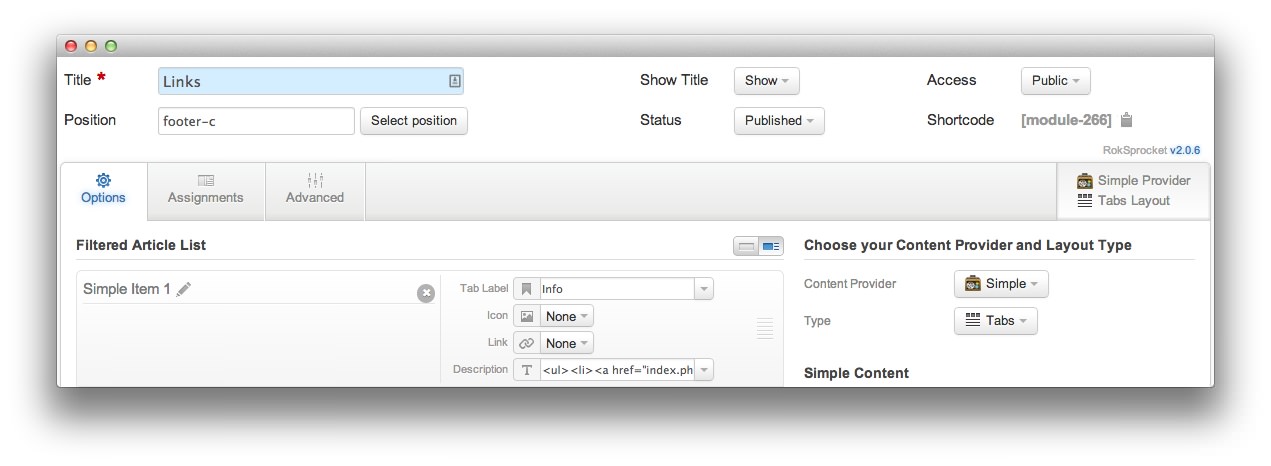 Title * Links Show Title Show Access Public
Position footer-c Select position Status Published Shortcode [module-266]
RokSprocket v2.0.6
Options Assignments Advanced Simple Provider
Tabs Layout
Filtered Article List Choose your Content Provider and Layout Type
Simple Item 1 Tab Label Info Content Provider Simple
Icon None
Type Tabs
Link None
Description T <ul><li><a href="index.ph Simple Content